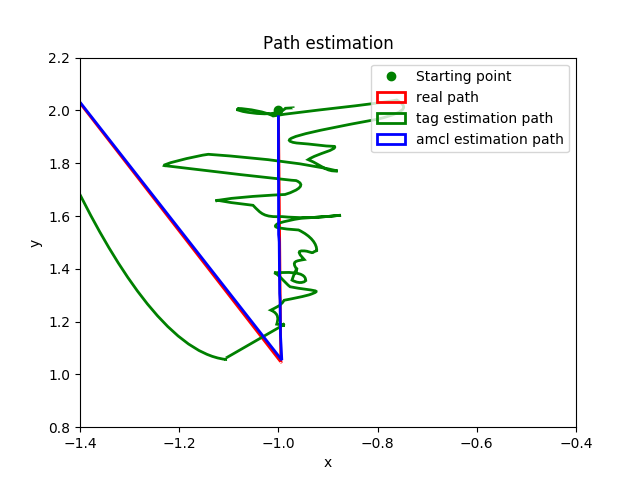 Path estimation
Starting point
real path
tag estimation path
amcl estimation path
y
2.2
2.0
1.8
1.6
1.4
1.2
1.0
0.8
−1.4
−1.2
−1.0
−0.8
−0.6
−0.4
x